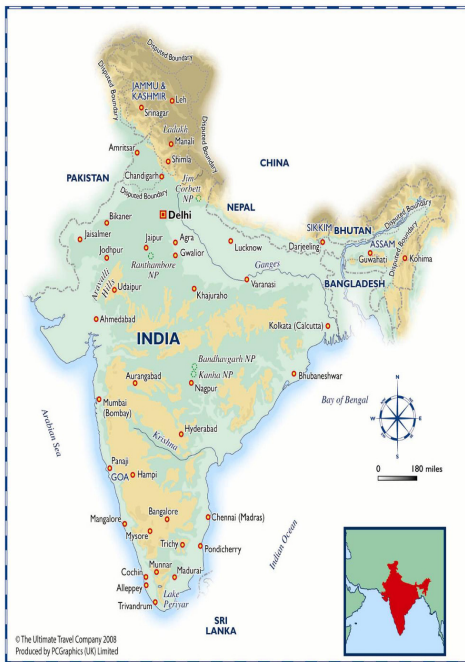 Disputed Boundary
Disputed Boundary
JAMMU &
KASHMIR
Leh
Srinagar
Ladakh
Disputed Boundary
Manali
Amritsar
Shimla
CHINA
Chandigarh
PAKISTAN
Jim
Corbett
NP
Disputed Boundary
NEPAL
Delhi
Bikaner
SIKKIM
BHUTAN
Disputed Boundary
Jaisalmer
Jaipur
Agra
Lucknow
Darjeeling
ASSAM
Jodhpur
Gwalior
Guwahati
Kohima
Ranthambore
NP
Ganges
BANGLADESH
Aravalli
Hills
Udaipur
Khajuraho
Varanasi
Ahmedabad
INDIA
Kolkata (Calcutta)
Bandhavgarh NP
Kanha NP
Aurangabad
Nagpur
Bhubaneshwar
Mumbai
(Bombay)
Bay of Bengal
Arabian Sea
N
W
E
S
Krishna
Hyderabad
Panaji
GOA
Hampi
0
180 miles
Mangalore
Bangalore
Chennai (Madras)
Mysore
Indian Ocean
Trichy
Pondicherry
Munnar
Cochin
Madurai
Alleppey
Lake
Periyar
Trivandrum
SRI
LANKA
© The Ultimate Travel Company 2008
Produced by PCGraphics (UK) Limited